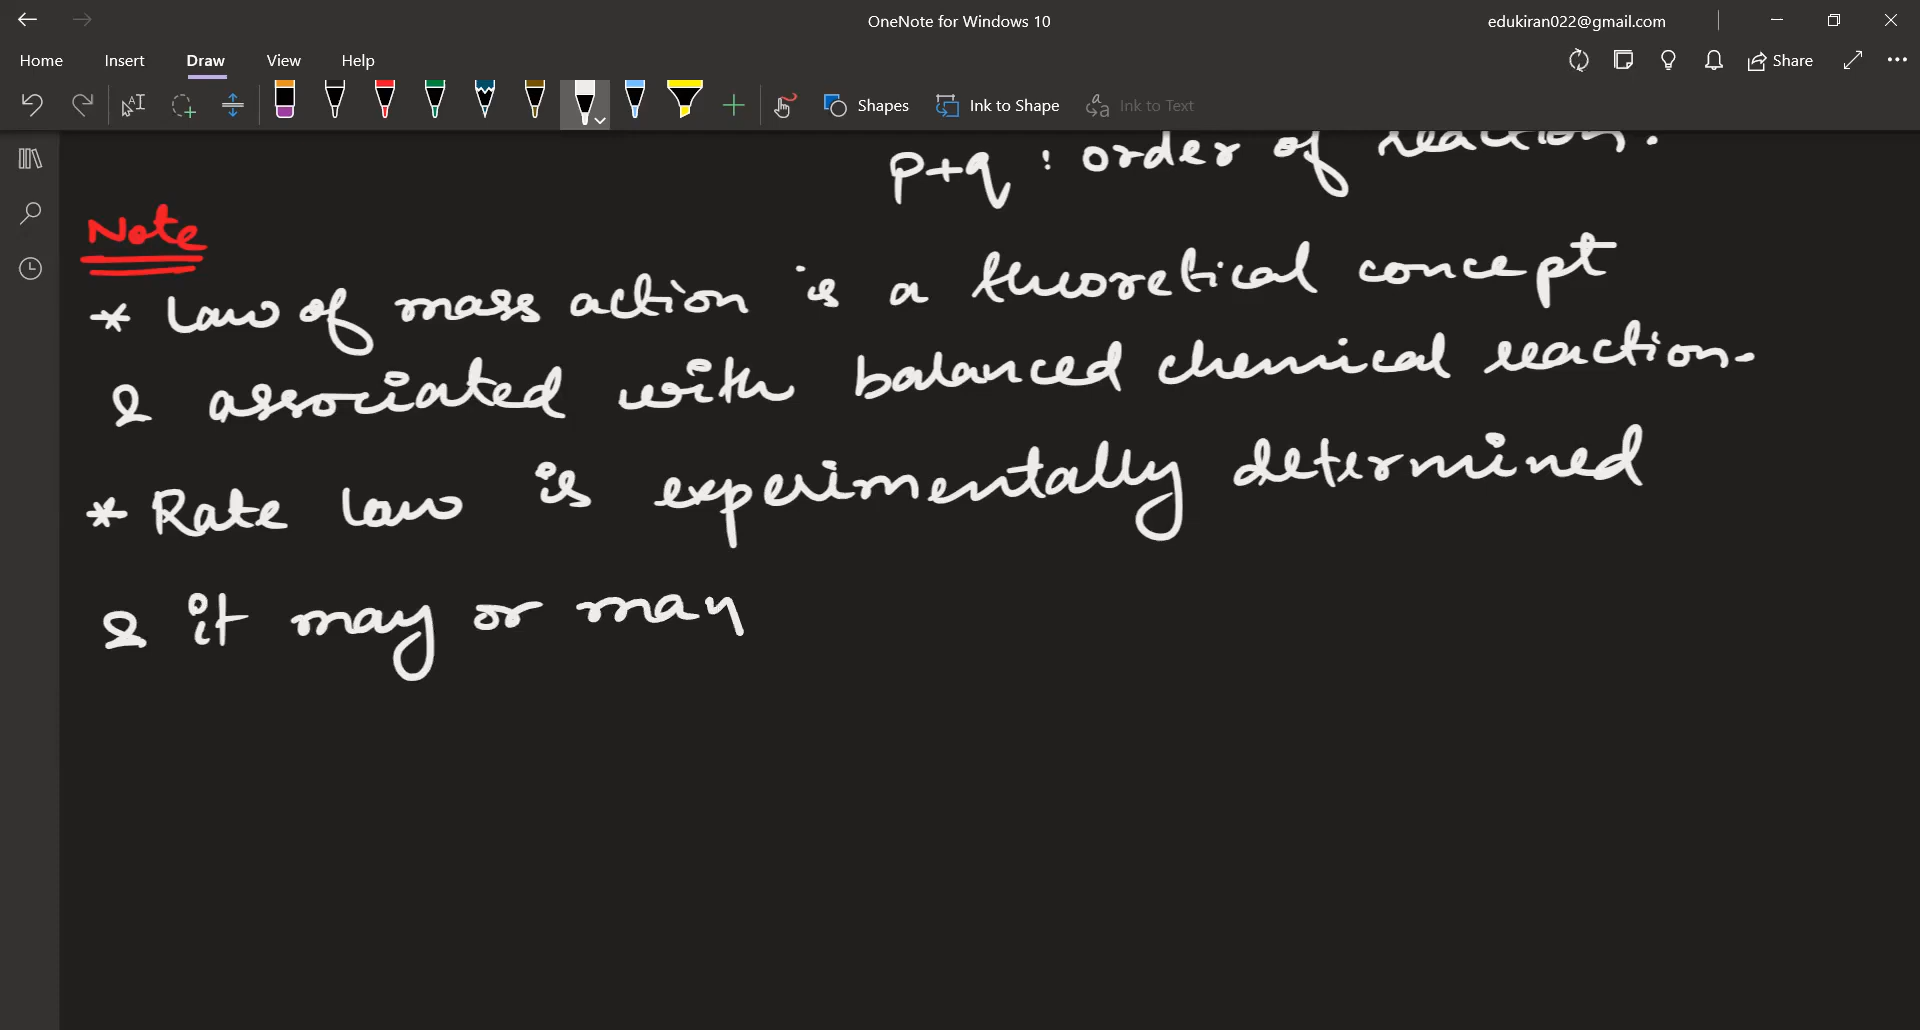 OneNote for Windows 10
edukiran022@gmail.com
Home Insert Draw View Help
Share
Shapes Ink to Shape Ink to Text
p+q : order of reaction.
Note
* Law of mass action is a theoretical concept
& associated with balanced chemical reaction.
* Rate law is experimentally determined
& it may or may